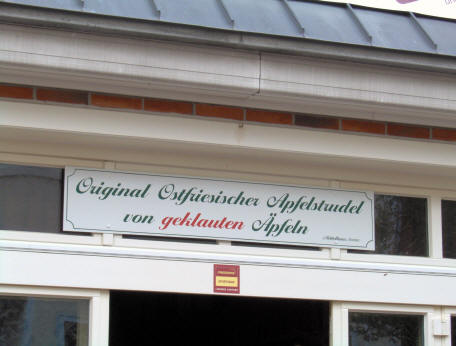 Original Ostfriesischer Apfelstrudel
von geklauten Äpfeln